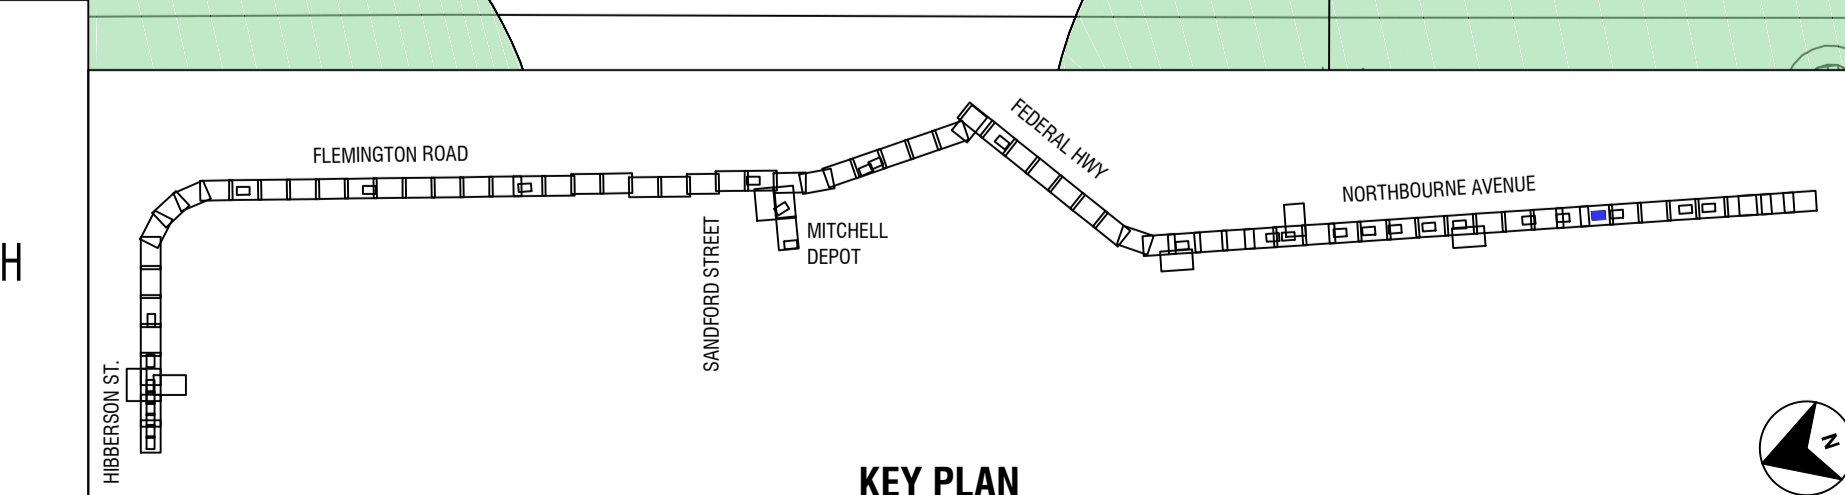 H
FLEMINGTON ROAD
FEDERAL HWY
NORTHBOURNE AVENUE
SANDFORD STREET
MITCHELL
DEPOT
HIBBERSON ST.
N
KEY PLAN